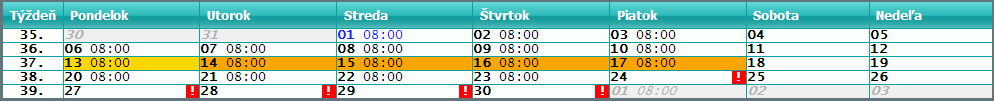 Týždeň Pondelok Utorok Streda Štvrtok Piatok Sobota Nedeľa
35. 30 31 01 08:00 02 08:00 03 08:00 04 05
36. 06 08:00 07 08:00 08 08:00 09 08:00 10 08:00 11 12
37. 13 08:00 14 08:00 15 08:00 16 08:00 17 08:00 18 19
38. 20 08:00 21 08:00 22 08:00 23 08:00 24 ! 25 26
39. 27 ! 28 ! 29 ! 30 ! 01 08:00 02 03